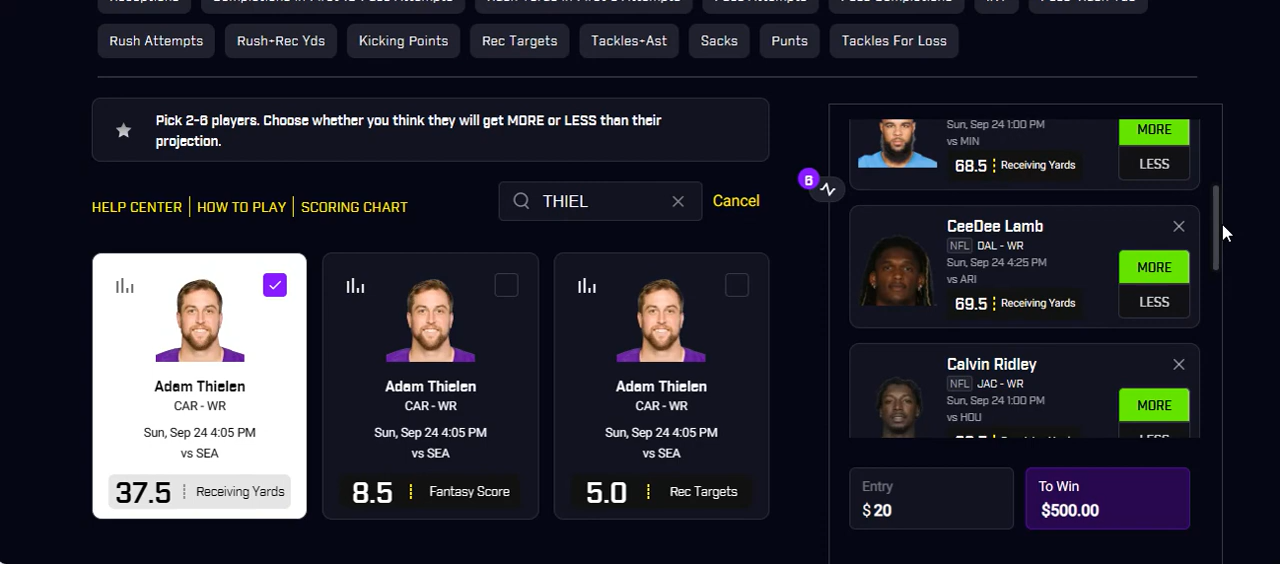 Rush Attempts
Rush+Rec Yds
Kicking Points
Rec Targets
Tackles+Ast
Sacks
Punts
Tackles For Loss
Pick 2-6 players. Choose whether you think they will get MORE or LESS than their
projection.
HELP CENTER
HOW TO PLAY
SCORING CHART
THIEL
Cancel
Adam Thielen
CAR - WR
Sun, Sep 24 4:05 PM
vs SEA
37.5
Receiving Yards
Adam Thielen
CAR - WR
Sun, Sep 24 4:05 PM
vs SEA
8.5
Fantasy Score
Adam Thielen
CAR - WR
Sun, Sep 24 4:05 PM
vs SEA
5.0
Rec Targets
6
Sun, Sep 24 1:00 PM
vs MIN
68.5
Receiving Yards
MORE
LESS
CeeDee Lamb
NFL DAL - WR
Sun, Sep 24 4:25 PM
vs ARI
69.5
Receiving Yards
MORE
LESS
Calvin Ridley
NFL JAC - WR
Sun, Sep 24 1:00 PM
vs HOU
MORE
Entry
$ 20
To Win
$500.00